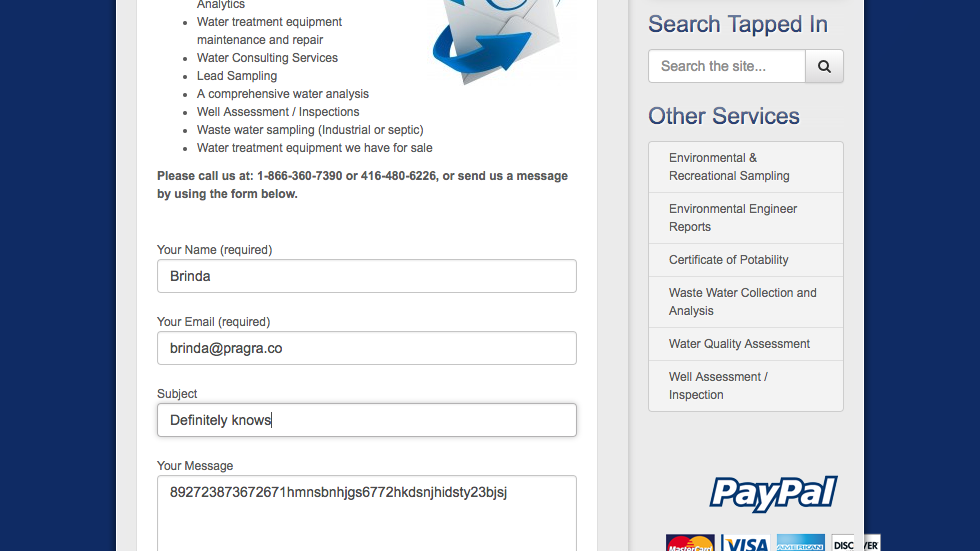 Analytics
Water treatment equipment
maintenance and repair
Water Consulting Services
Lead Sampling
A comprehensive water analysis
Well Assessment / Inspections
Waste water sampling (Industrial or septic)
Water treatment equipment we have for sale
Please call us at: 1-866-360-7390 or 416-480-6226, or send us a message
by using the form below.
Your Name (required)
Brinda
Your Email (required)
brinda@pragra.co
Subject
Definitely knows
Your Message
892723873672671hmnsbnhjgs6772hkdsnjhidsty23bjsj
Search Tapped In
Search the site...
Other Services
Environmental &
Recreational Sampling
Environmental Engineer
Reports
Certificate of Potability
Waste Water Collection and
Analysis
Water Quality Assessment
Well Assessment /
Inspection
PayPal
MasterCard
VISA
AMERICAN
DISCOVER